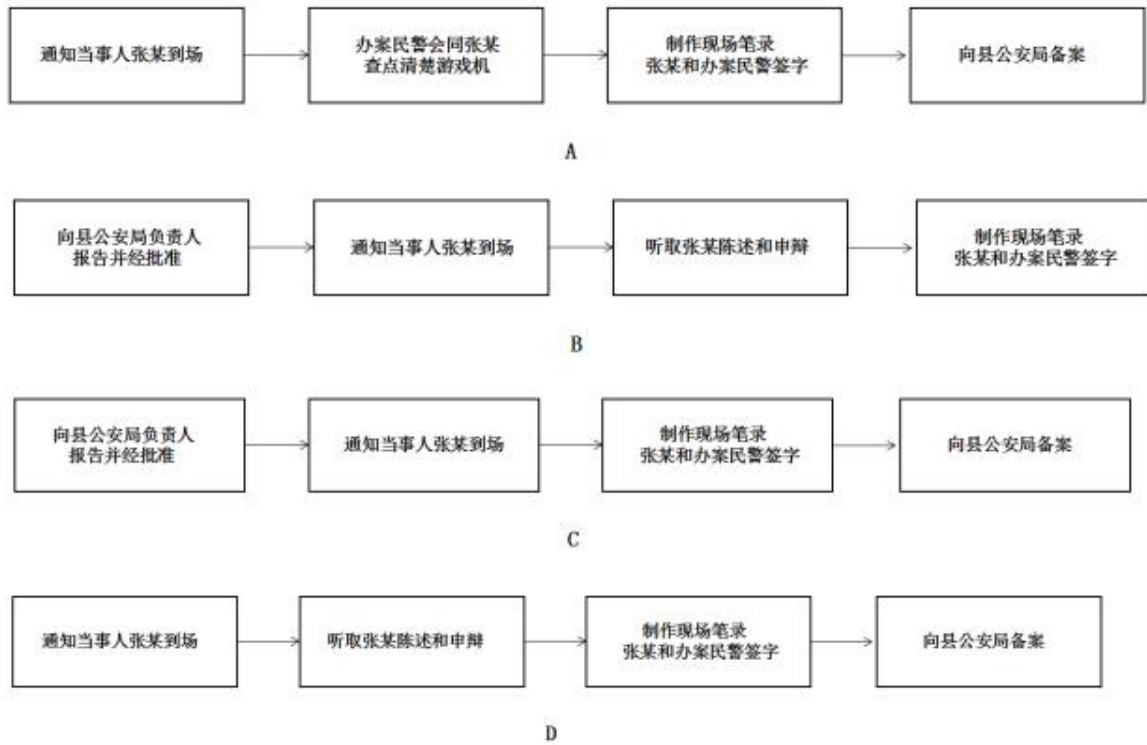 通知当事人张某到场
办案民警会同张某
查点清楚游戏机
制作现场笔录
张某和办案民警签字
向县公安局备案
A
向县公安局负责人
报告并经批准
通知当事人张某到场
听取张某陈述和申辩
制作现场笔录
张某和办案民警签字
B
向县公安局负责人
报告并经批准
通知当事人张某到场
制作现场笔录
张某和办案民警签字
向县公安局备案
C
通知当事人张某到场
听取张某陈述和申辩
制作现场笔录
张某和办案民警签字
向县公安局备案
D